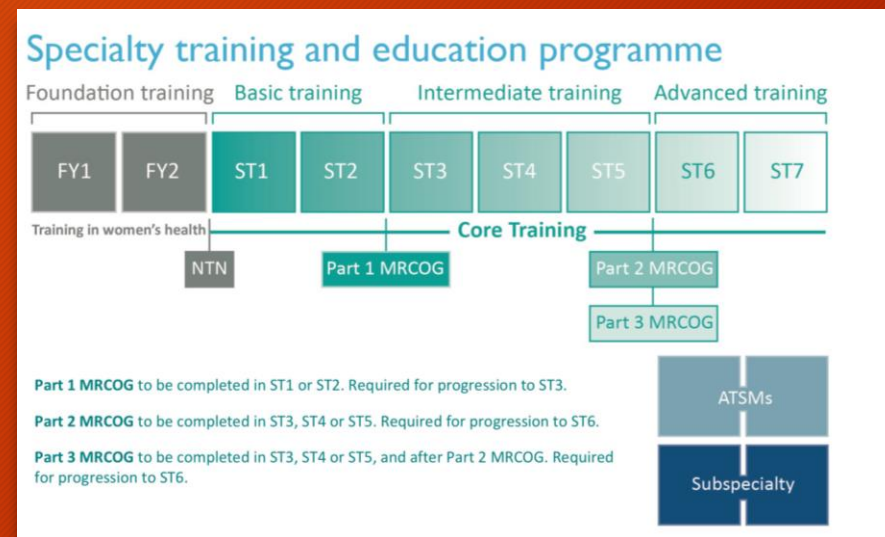 Specialty training and education programme
Foundation training Basic training Intermediate training Advanced training
FY1 FY2 ST1 ST2 ST3 ST4 ST5 ST6 ST7
Training in women's health Core Training
NTN Part 1 MRCOG Part 2 MRCOG
Part 3 MRCOG
Part 1 MRCOG to be completed in ST1 or ST2. Required for progression to ST3.
Part 2 MRCOG to be completed in ST3, ST4 or ST5. Required for progression to ST6.
Part 3 MRCOG to be completed in ST3, ST4 or ST5, and after Part 2 MRCOG. Required
for progression to ST6.
ATSMs
Subspecialty